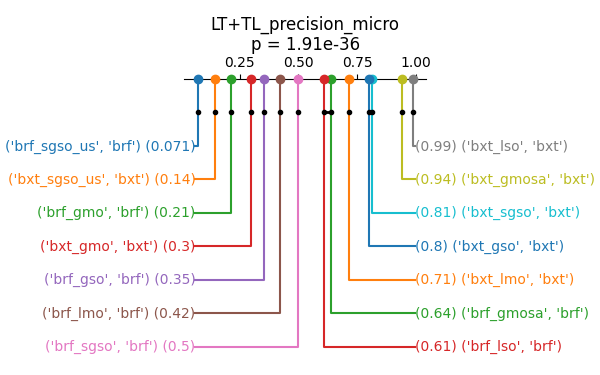 LT+TL_precision_micro
p = 1.91e-36
0.25 0.50 0.75 1.00
('brf_sgso_us', 'brf') (0.071) (0.99) ('bxt_lso', 'bxt')
('bxt_sgso_us', 'bxt') (0.14) (0.94) ('bxt_gmosa', 'bxt')
('brf_gmo', 'brf') (0.21) (0.81) ('bxt_sgso', 'bxt')
('bxt_gmo', 'bxt') (0.3) (0.8) ('bxt_gso', 'bxt')
('brf_gso', 'brf') (0.35) (0.71) ('bxt_lmo', 'bxt')
('brf_lmo', 'brf') (0.42) (0.64) ('brf_gmosa', 'brf')
('brf_sgso', 'brf') (0.5) (0.61) ('brf_lso', 'brf')